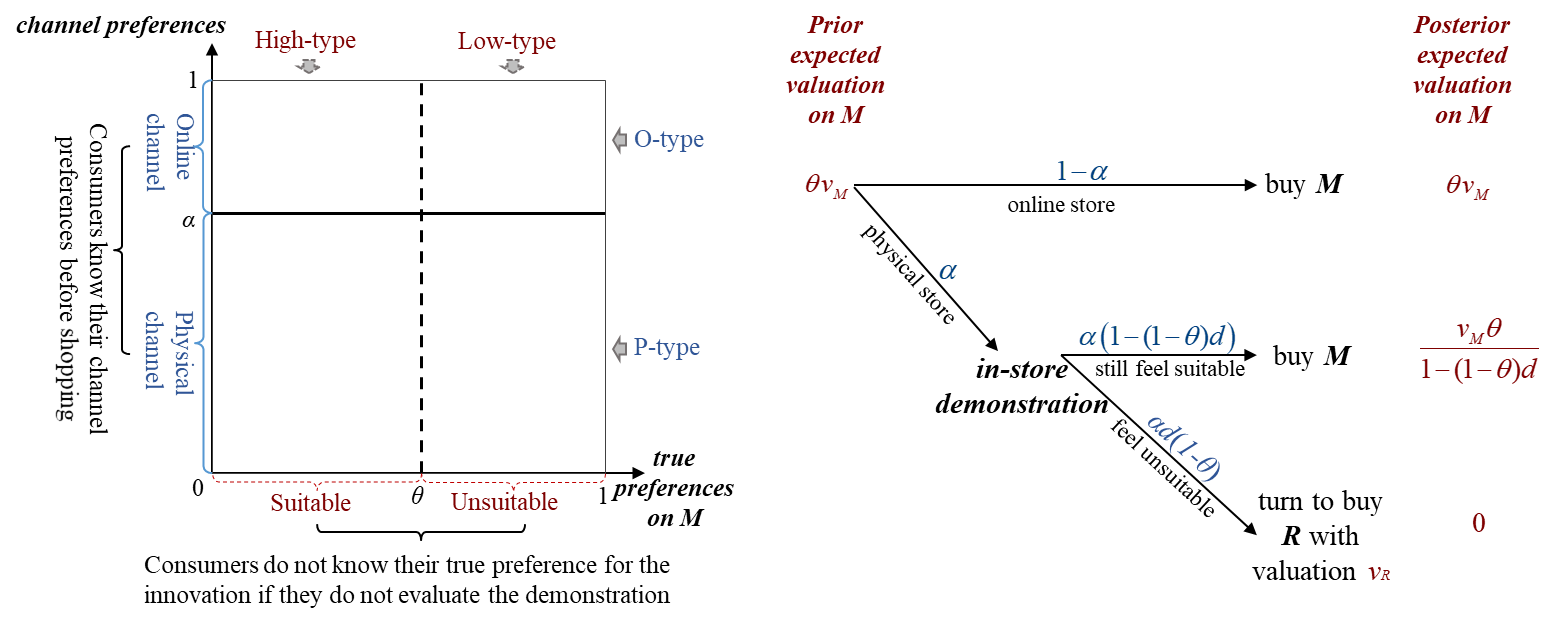 channel preferences
High-type
Low-type
1
Online
channel
O-type
α
Consumers know their channel
preferences before shopping
Physical
channel
P-type
0
Suitable
θ
Unsuitable
1
true
preferences
on M
Consumers do not know their true preference for the
innovation if they do not evaluate the demonstration
Prior
expected
valuation
on M
Posterior
expected
valuation
on M
θv_M
1−α
online store
buy M
θv_M
α
physical store
in-store
demonstration
α(1−(1−θ)d)
still feel suitable
buy M
v_Mθ
1−(1−θ)d
αd(1-θ)
feel unsuitable
turn to buy
R with
valuation v_R
0